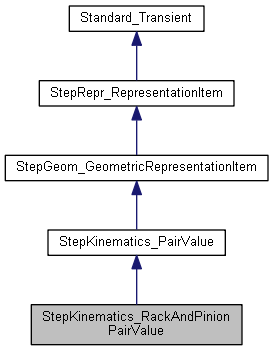 Standard_Transient
StepRepr_RepresentationItem
StepGeom_GeometricRepresentationItem
StepKinematics_PairValue
StepKinematics_RackAndPinion
PairValue